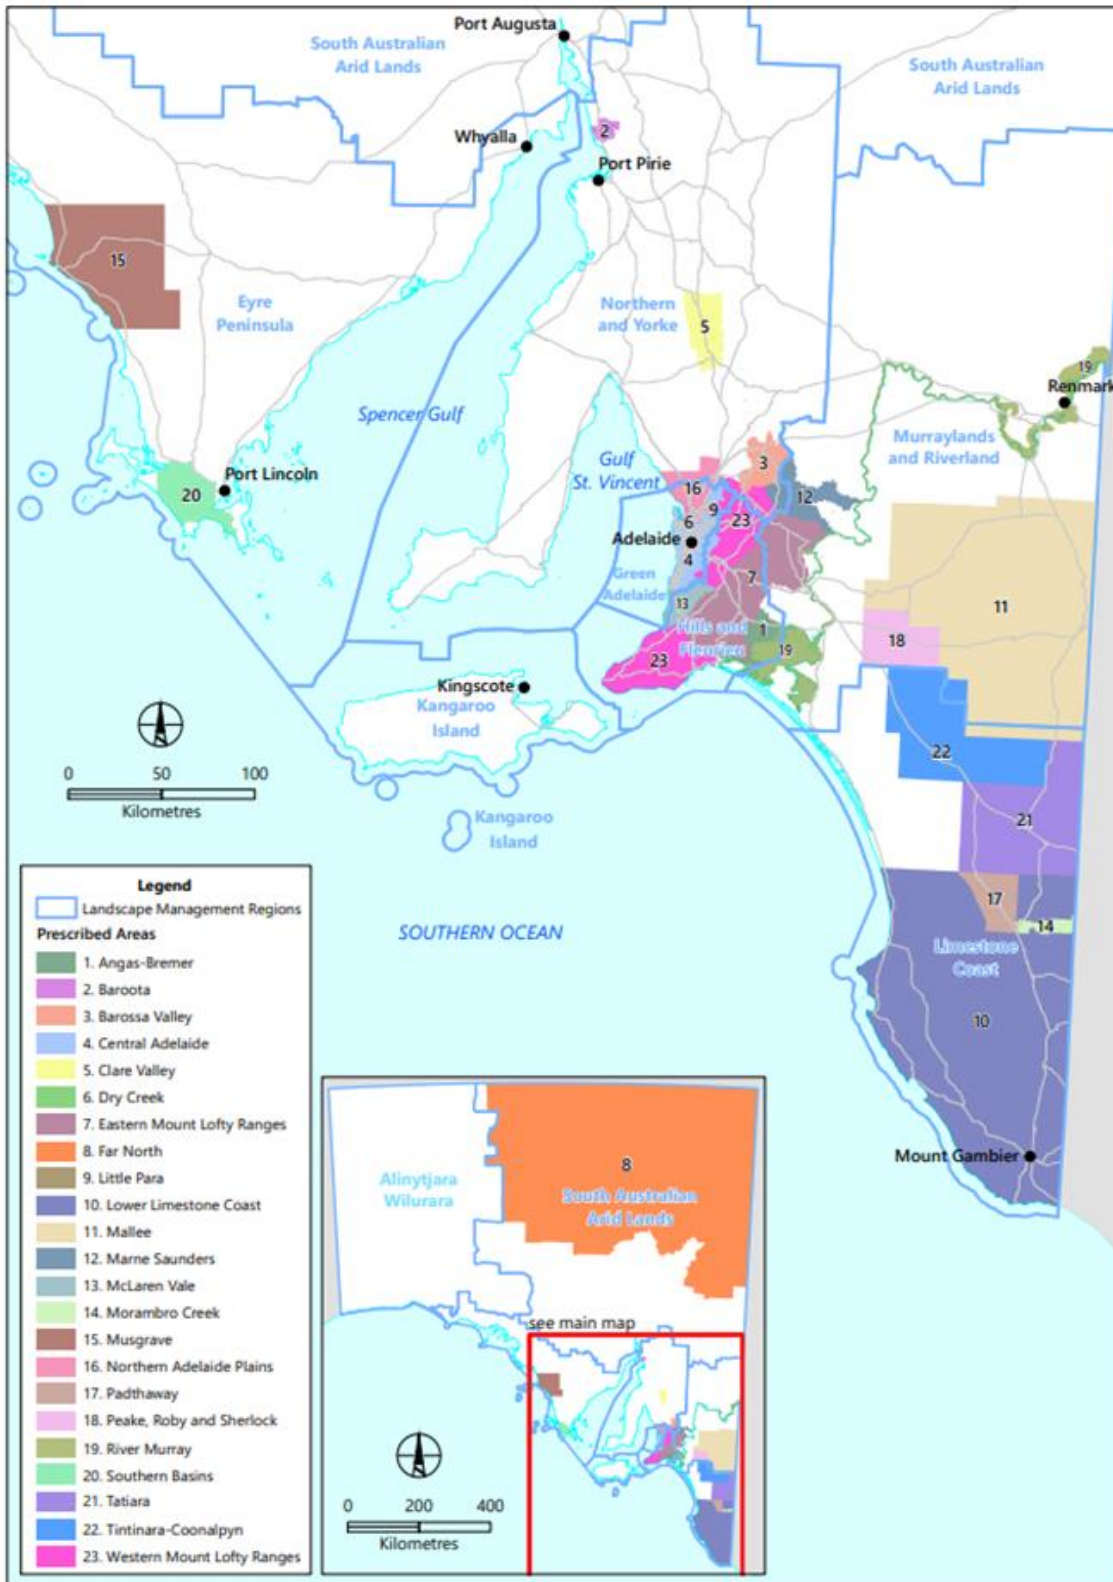 Port Augusta
South Australian
Arid Lands
South Australian
Arid Lands
Whyalla
2
Port Pirie
15
Eyre
Peninsula
Northern
and Yorke
5
19
Renmark
Spencer Gulf
Murraylands
and Riverland
Gulf
St. Vincent
3
20
Port Lincoln
16
9
12
6
23
Adelaide
4
Green
Adelaide
7
11
13
Hills and
Fleurieu
1
19
18
23
Kingscote
Kangaroo
Island
22
0 50 100
Kilometres
Kangaroo
Island
21
17
14
SOUTHERN OCEAN
Limestone
Coast
10
Mount Gambier
Legend
Landscape Management Regions
Prescribed Areas
1. Angas-Bremer
2. Baroota
3. Barossa Valley
4. Central Adelaide
5. Clare Valley
6. Dry Creek
7. Eastern Mount Lofty Ranges
8. Far North
9. Little Para
10. Lower Limestone Coast
11. Mallee
12. Marne Saunders
13. McLaren Vale
14. Morambro Creek
15. Musgrave
16. Northern Adelaide Plains
17. Padthaway
18. Peake, Roby and Sherlock
19. River Murray
20. Southern Basins
21. Tatiara
22. Tintinara-Coonalpyn
23. Western Mount Lofty Ranges
Alinytjara
Wilurara
8
South Australian
Arid Lands
see main map
0 200 400
Kilometres